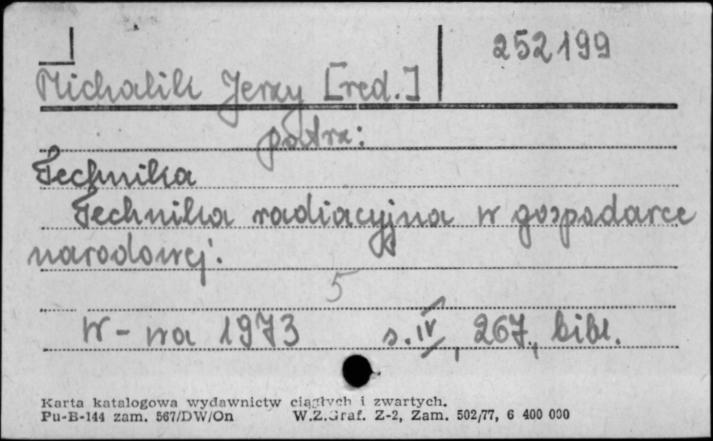 252199
Michalik Jerzy [red.]
patrz:
Technika
Technika radiacyjna w gospodarce
narodowej.
5
W-wa 1973 s. IV, 267, bibl.
Karta katalogowa wydawnictw ciągłych i zwartych.
Pu-B-144 zam. 567/DW/On W.Z.Graf. Z-2, Zam. 502/77, 6 400 000